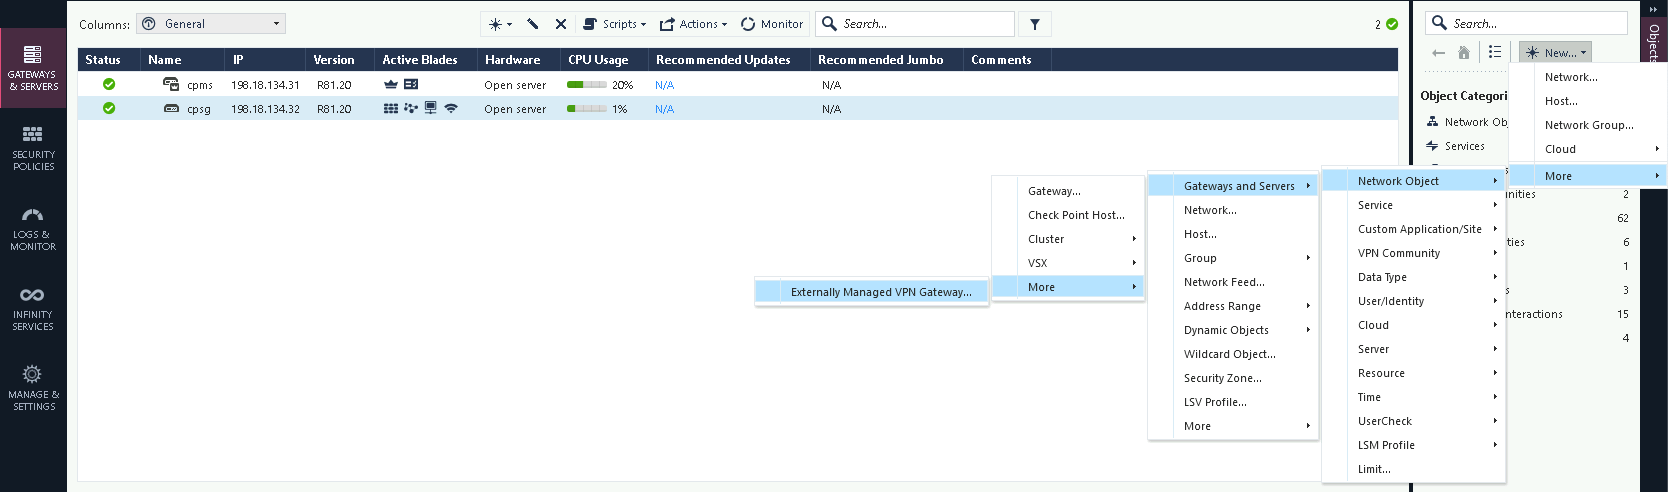 Columns: General
Scripts
Actions
Monitor
Search...
2
Search...
New...
Objects
GATEWAYS
& SERVERS
SECURITY
POLICIES
LOGS &
MONITOR
INFINITY
SERVICES
MANAGE &
SETTINGS
Status Name IP Version Active Blades Hardware CPU Usage Recommended Updates Recommended Jumbo Comments
cpms 198.18.134.31 R81.20 Open server 20% N/A N/A
cpsg 198.18.134.32 R81.20 Open server 1% N/A N/A
Object Categori
Network Obj
Services
s
unities 2
62
ties 6
1
s 3
nteractions 15
4
Network...
Host...
Network Group...
Cloud
More
Network Object
Service
Custom Application/Site
VPN Community
Data Type
User/Identity
Cloud
Server
Resource
Time
UserCheck
LSM Profile
Limit...
Gateways and Servers
Network...
Host...
Group
Network Feed...
Address Range
Dynamic Objects
Wildcard Object...
Security Zone...
LSV Profile...
More
Gateway...
Check Point Host...
Cluster
VSX
More
Externally Managed VPN Gateway...